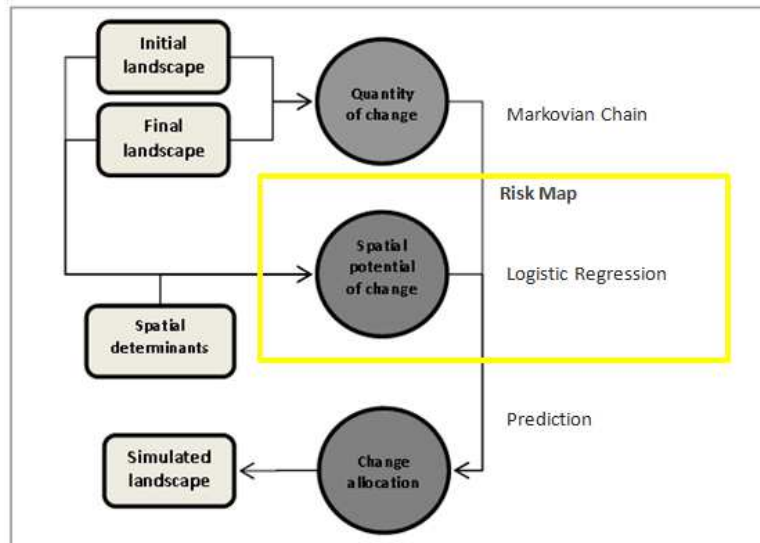 Initial
landscape
Final
landscape
Quantity
of change
Markovian Chain
Risk Map
Spatial
potential
of change
Logistic Regression
Spatial
determinants
Prediction
Simulated
landscape
Change
allocation